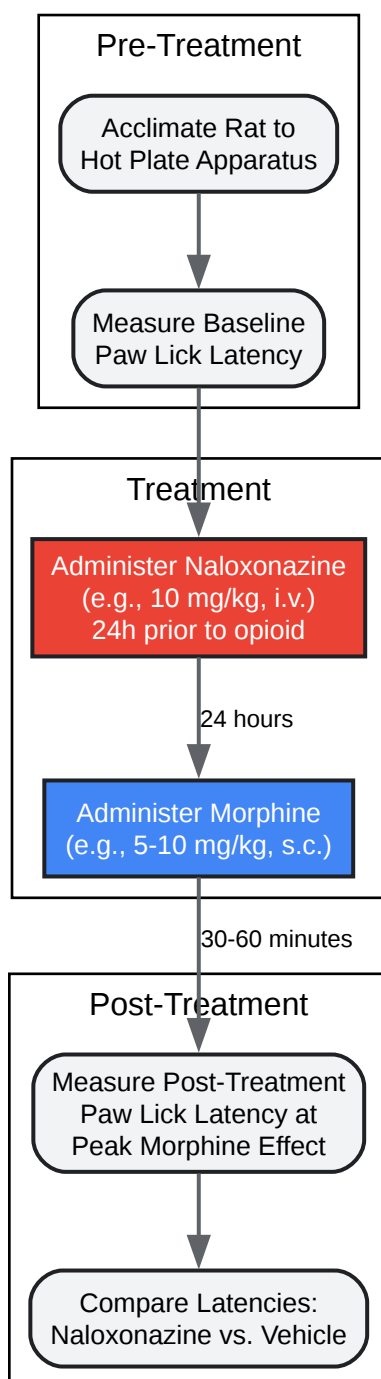 Pre-Treatment
Acclimate Rat to
Hot Plate Apparatus
Measure Baseline
Paw Lick Latency
Treatment
Administer Naloxonazine
(e.g., 10 mg/kg, i.v.)
24h prior to opioid
24 hours
Administer Morphine
(e.g., 5-10 mg/kg, s.c.)
30-60 minutes
Post-Treatment
Measure Post-Treatment
Paw Lick Latency at
Peak Morphine Effect
Compare Latencies:
Naloxonazine vs. Vehicle